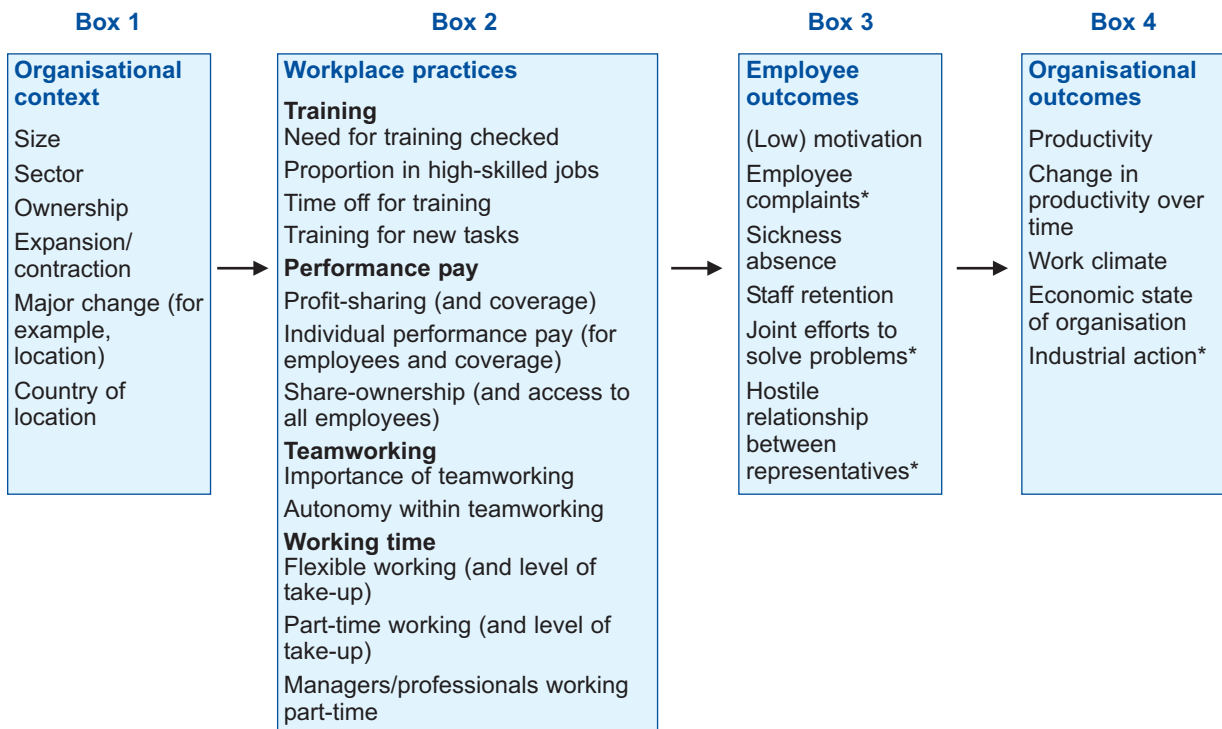 Box 1
Organisational
context
Size
Sector
Ownership
Expansion/
contraction
Major change (for
example,
location)
Country of
location
Box 2
Workplace practices
Training
Need for training checked
Proportion in high-skilled jobs
Time off for training
Training for new tasks
Performance pay
Profit-sharing (and coverage)
Individual performance pay (for
employees and coverage)
Share-ownership (and access to
all employees)
Teamworking
Importance of teamworking
Autonomy within teamworking
Working time
Flexible working (and level of
take-up)
Part-time working (and level of
take-up)
Managers/professionals working
part-time
Box 3
Employee
outcomes
(Low) motivation
Employee
complaints*
Sickness
absence
Staff retention
Joint efforts to
solve problems*
Hostile
relationship
between
representatives*
Box 4
Organisational
outcomes
Productivity
Change in
productivity over
time
Work climate
Economic state
of organisation
Industrial action*